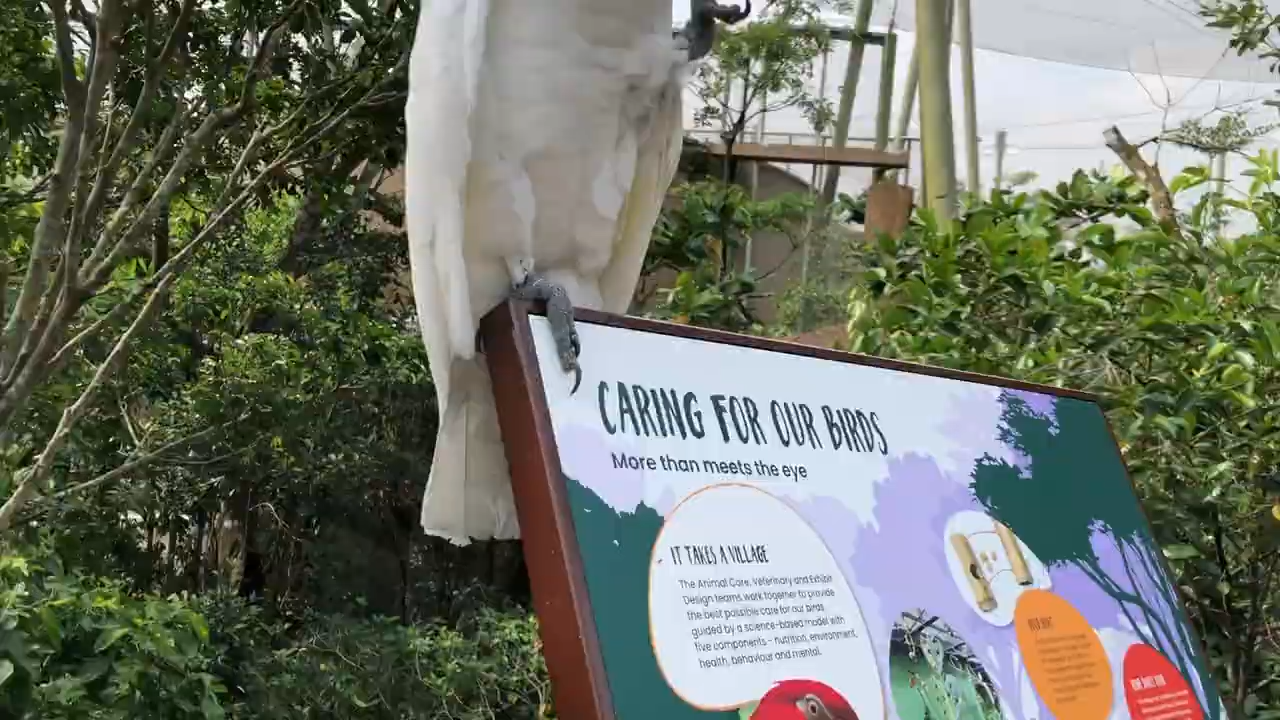 CARING FOR OUR BIRDS
More than meets the eye
IT TAKES A VILLAGE
The Animal Care, Veterinary and Exhibit
Design teams work together to provide
the best possible care for our birds
guided by a science-based model with
five components – nutrition, environment,
health, behaviour and mental.